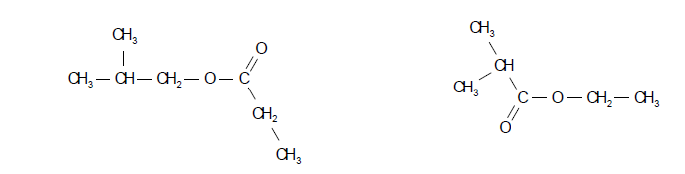 CH₃
O
CH₃ — CH — CH₂ — O — C
CH₂
CH₃
CH₃
CH
CH₃
C — O — CH₂ — CH₃
O